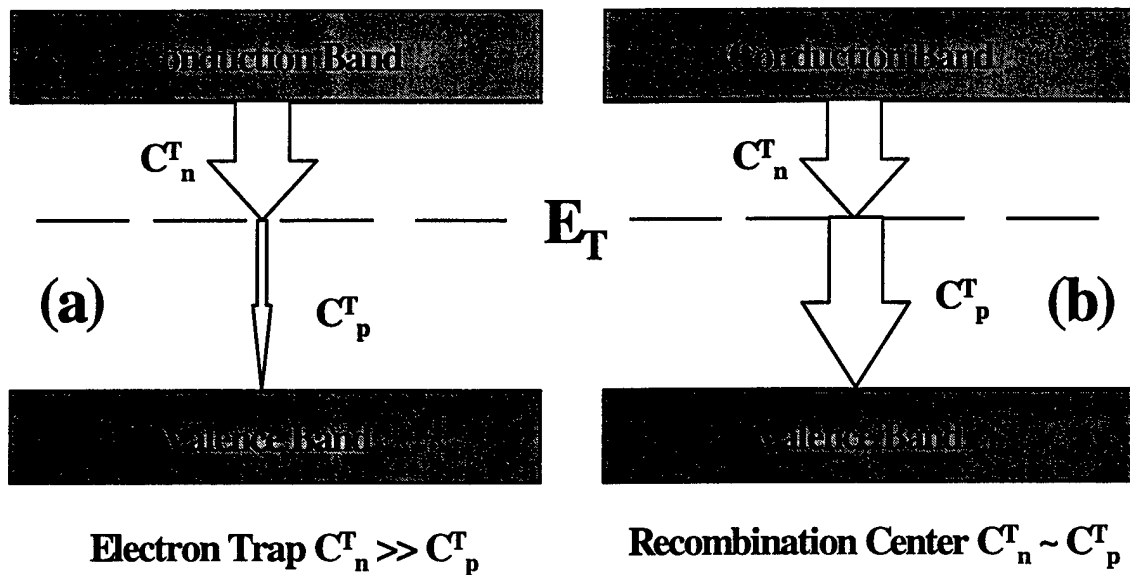 Conduction Band
Conduction Band
C^T_n
C^T_n
E_T
(a)
C^T_p
C^T_p
(b)
Valence Band
Valence Band
Electron Trap C^T_n >> C^T_p
Recombination Center C^T_n ~ C^T_p